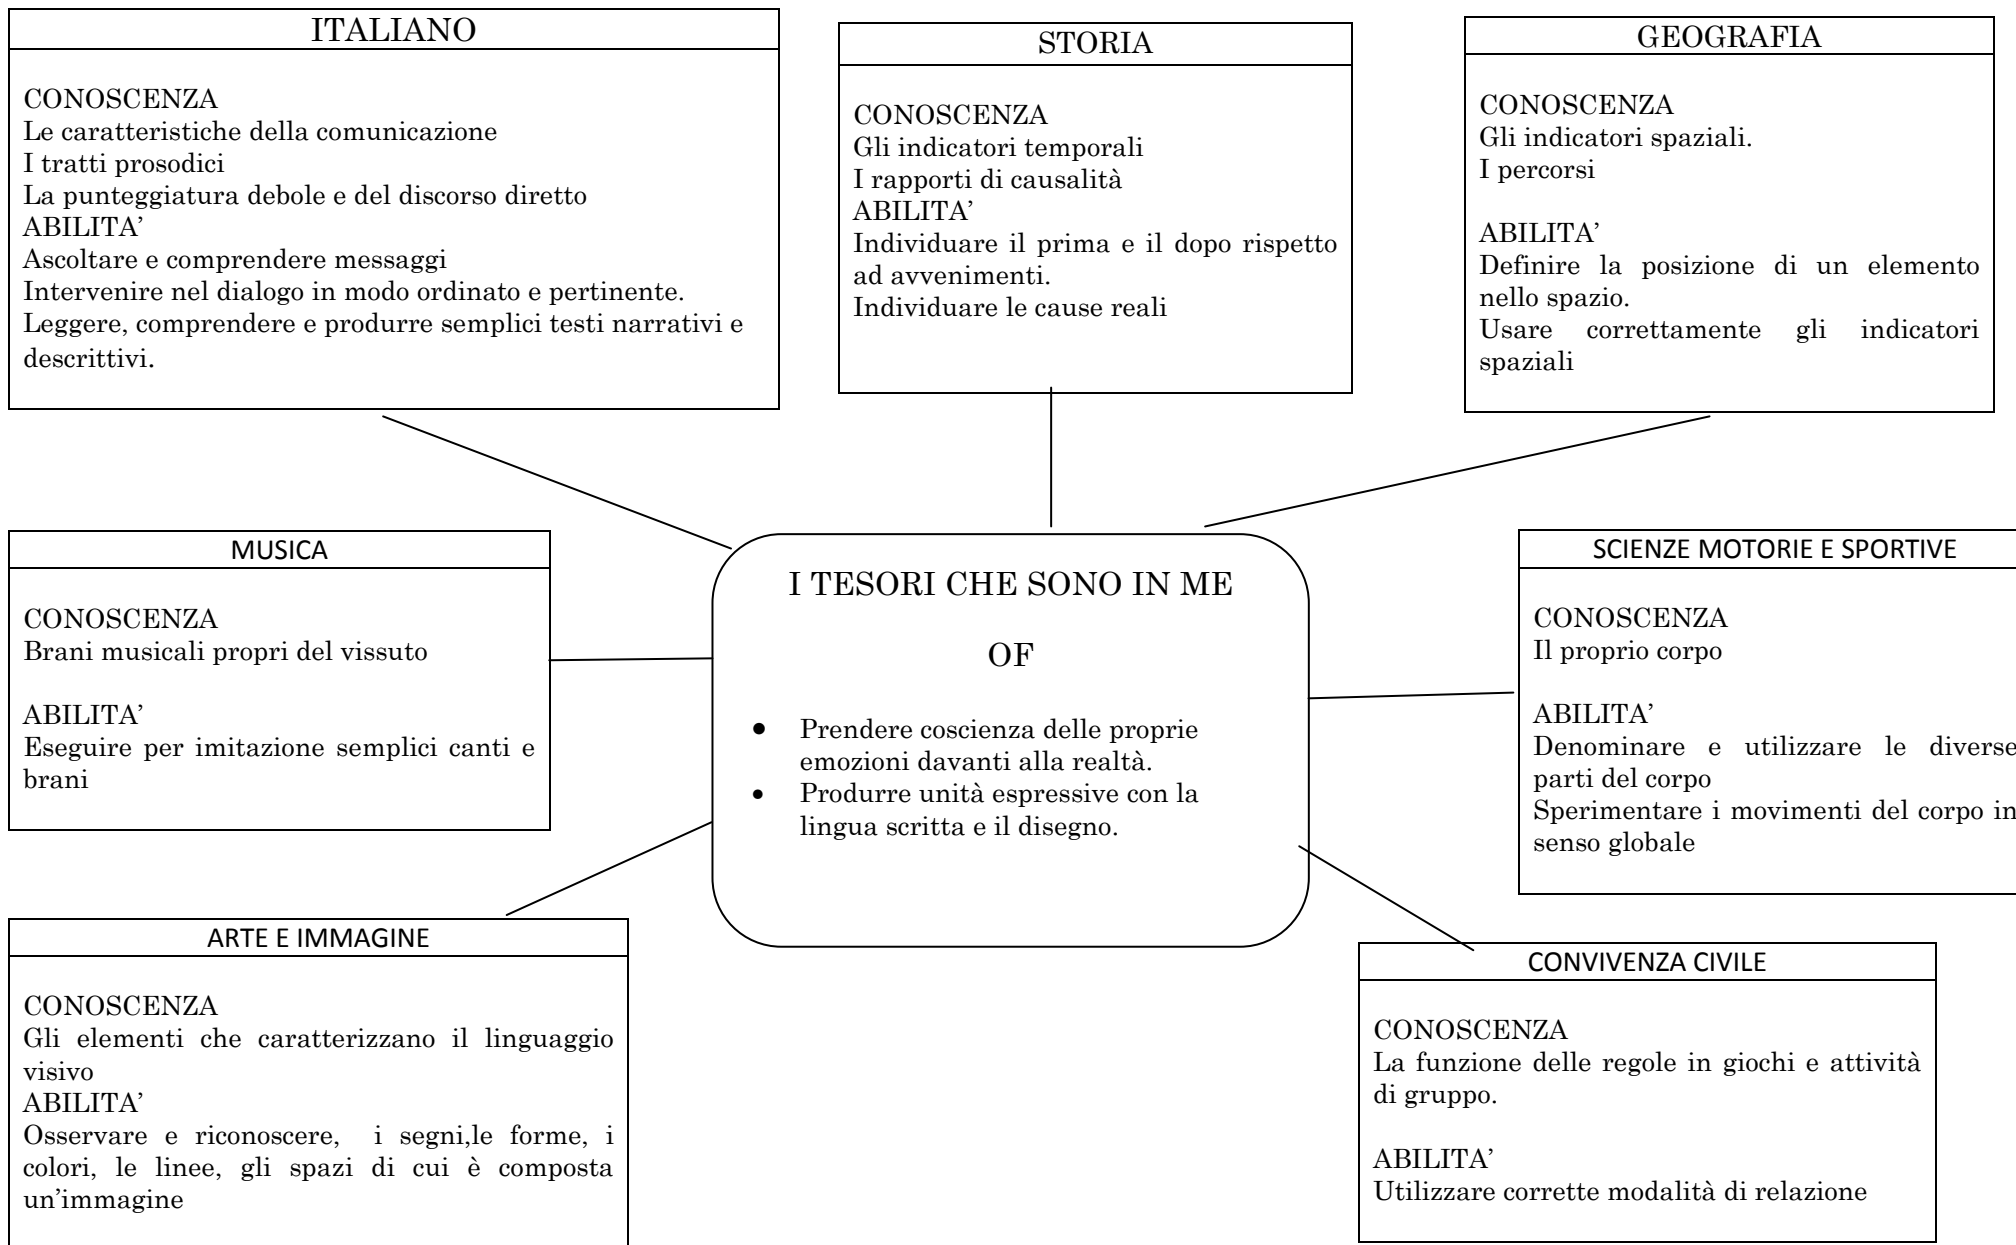 ITALIANO
CONOSCENZA
Le caratteristiche della comunicazione
I tratti prosodici
La punteggiatura debole e del discorso diretto
ABILITA’
Ascoltare e comprendere messaggi
Intervenire nel dialogo in modo ordinato e pertinente.
Leggere, comprendere e produrre semplici testi narrativi e
descrittivi.
STORIA
CONOSCENZA
Gli indicatori temporali
I rapporti di causalità
ABILITA’
Individuare il prima e il dopo rispetto
ad avvenimenti.
Individuare le cause reali
GEOGRAFIA
CONOSCENZA
Gli indicatori spaziali.
I percorsi
ABILITA’
Definire la posizione di un elemento
nello spazio.
Usare correttamente gli indicatori
spaziali
MUSICA
CONOSCENZA
Brani musicali propri del vissuto
ABILITA’
Eseguire per imitazione semplici canti e
brani
I TESORI CHE SONO IN ME
OF
• Prendere coscienza delle proprie
emozioni davanti alla realtà.
• Produrre unità espressive con la
lingua scritta e il disegno.
SCIENZE MOTORIE E SPORTIVE
CONOSCENZA
Il proprio corpo
ABILITA’
Denominare e utilizzare le diverse
parti del corpo
Sperimentare i movimenti del corpo in
senso globale
ARTE E IMMAGINE
CONOSCENZA
Gli elementi che caratterizzano il linguaggio
visivo
ABILITA’
Osservare e riconoscere, i segni,le forme, i
colori, le linee, gli spazi di cui è composta
un’immagine
CONVIVENZA CIVILE
CONOSCENZA
La funzione delle regole in giochi e attività
di gruppo.
ABILITA’
Utilizzare corrette modalità di relazione